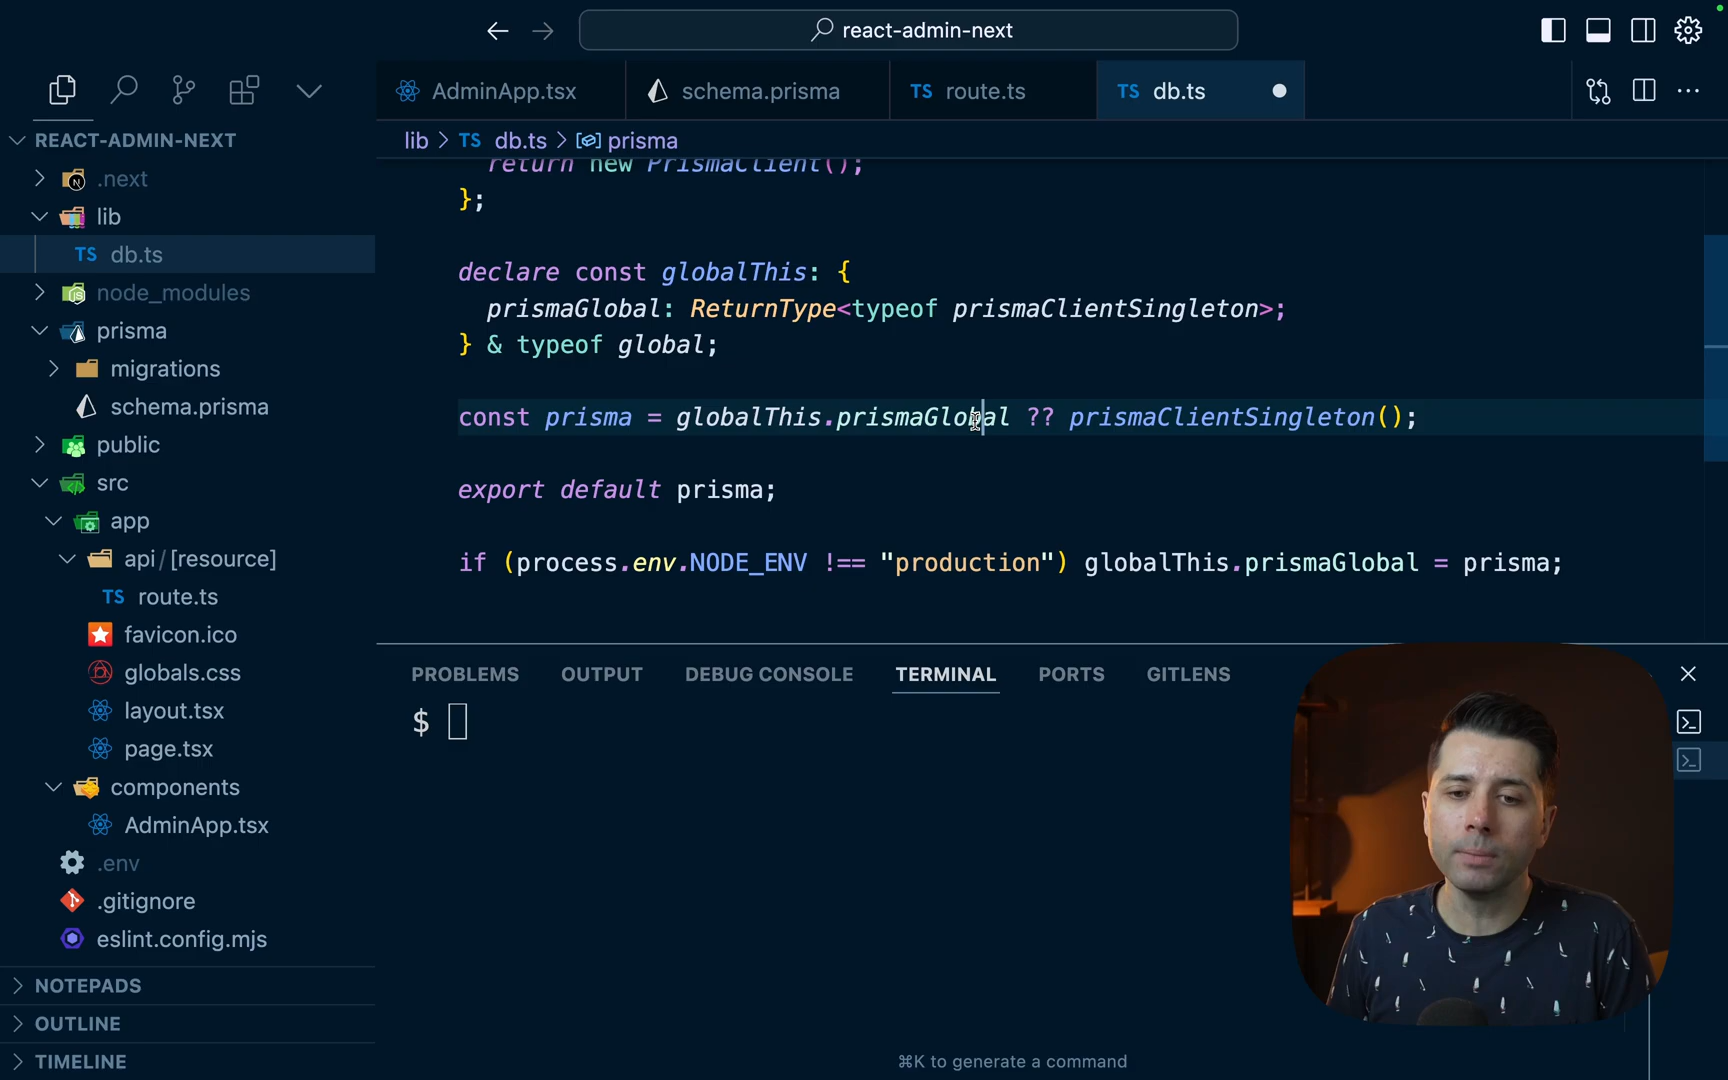 react-admin-next
AdminApp.tsx
schema.prisma
TS route.ts
TS db.ts
REACT-ADMIN-NEXT
lib > TS db.ts > prisma
.next
lib
TS db.ts
node_modules
prisma
migrations
schema.prisma
public
src
app
api/[resource]
TS route.ts
favicon.ico
globals.css
layout.tsx
page.tsx
components
AdminApp.tsx
.env
.gitignore
eslint.config.mjs
NOTEPADS
OUTLINE
TIMELINE
return new PrismaClient();
};
declare const globalThis: {
prismaGlobal: ReturnType<typeof prismaClientSingleton>;
} & typeof global;
const prisma = globalThis.prismaGlobal ?? prismaClientSingleton();
export default prisma;
if (process.env.NODE_ENV !== "production") globalThis.prismaGlobal = prisma;
PROBLEMS OUTPUT DEBUG CONSOLE TERMINAL PORTS GITLENS
$
⌘K to generate a command